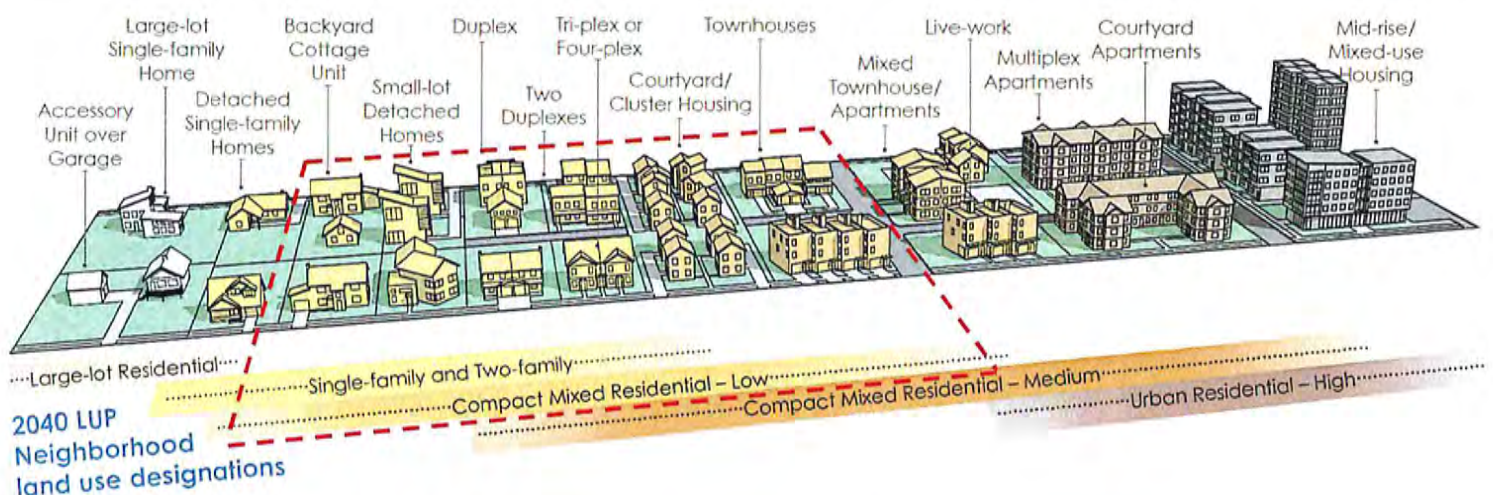 Large-lot
Single-family
Home
Backyard
Cottage
Unit
Duplex
Tri-plex or
Four-plex
Townhouses
Live-work
Courtyard
Apartments
Mid-rise/
Mixed-use
Housing
Accessory
Unit over
Garage
Detached
Single-family
Homes
Small-lot
Detached
Homes
Two
Duplexes
Courtyard/
Cluster Housing
Mixed
Townhouse/
Apartments
Multiplex
Apartments
Large-lot Residential
Single-family and Two-family
Compact Mixed Residential – Low
Compact Mixed Residential – Medium
Urban Residential – High
2040 LUP
Neighborhood
land use designations